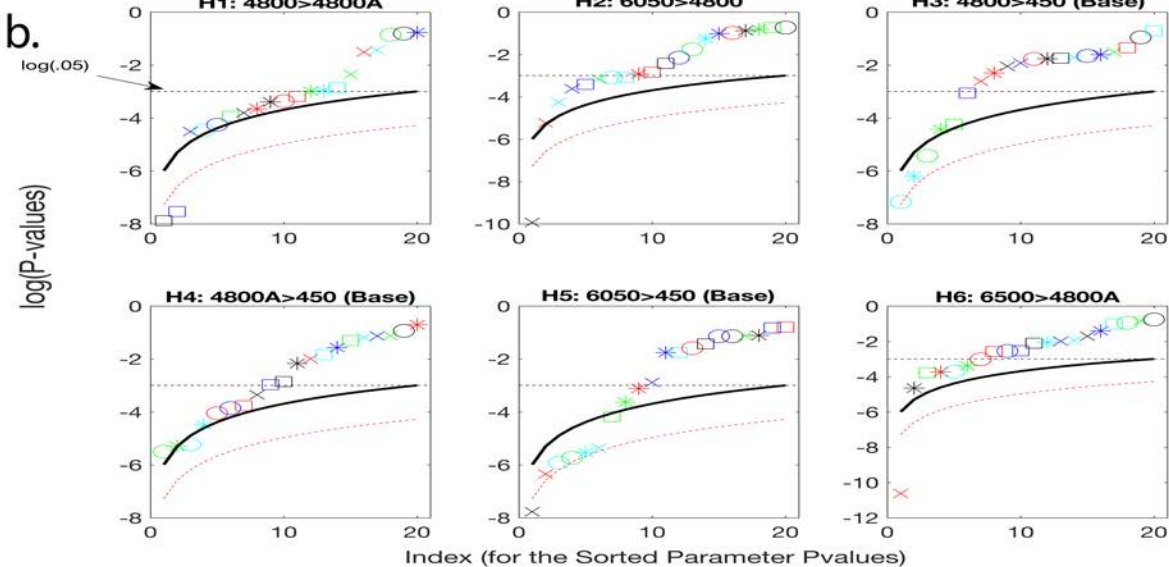 b.
H1: 4800>4800A
H2: 6050>4800
H3: 4800>450 (Base)
log(.05)
0
-2
-4
-6
-8
0 10 20
0
-2
-4
-6
-8
-10
0 10 20
0
-2
-4
-6
-8
0 10 20
log(P-values)
H4: 4800A>450 (Base)
H5: 6050>450 (Base)
H6: 6500>4800A
0
-2
-4
-6
-8
0 10 20
0
-2
-4
-6
-8
0 10 20
0
-2
-4
-6
-8
-10
-12
0 10 20
Index (for the Sorted Parameter Pvalues)